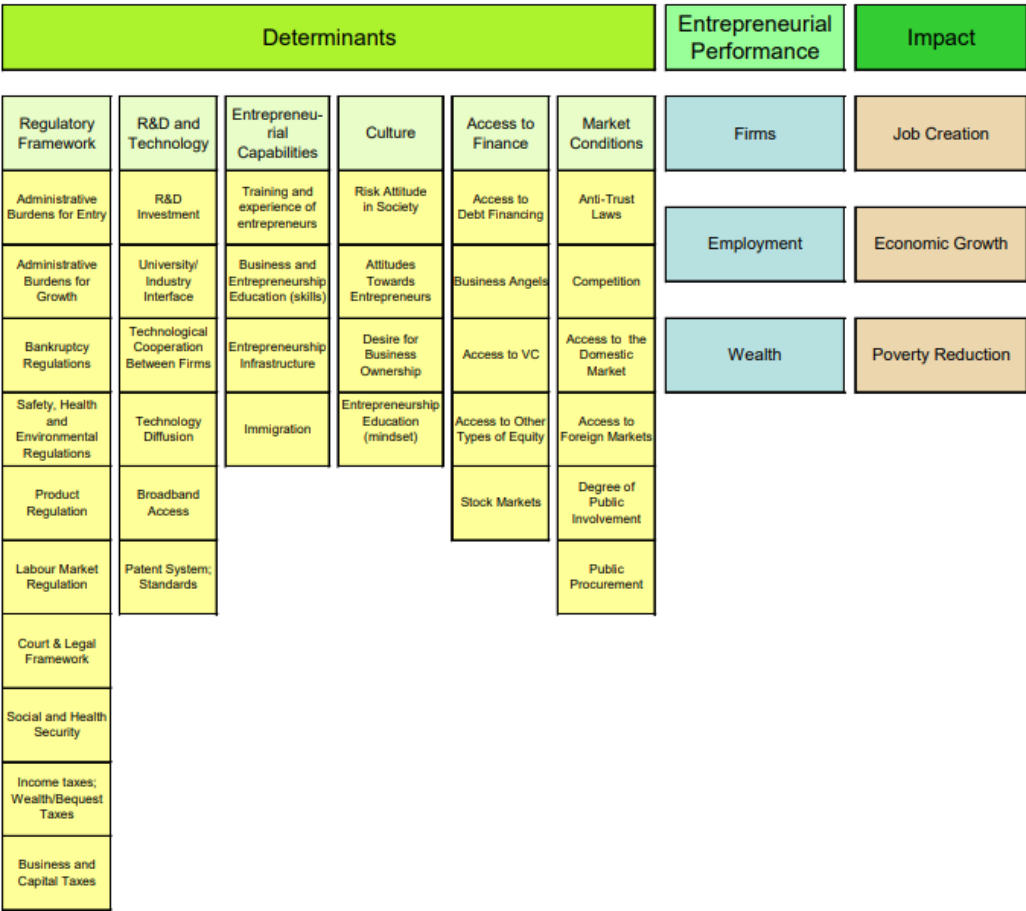 Determinants
Entrepreneurial
Performance
Impact
Regulatory
Framework
Administrative
Burdens for Entry
Administrative
Burdens for
Growth
Bankruptcy
Regulations
Safety, Health
and
Environmental
Regulations
Product
Regulation
Labour Market
Regulation
Court & Legal
Framework
Social and Health
Security
Income taxes;
Wealth/Bequest
Taxes
Business and
Capital Taxes
R&D and
Technology
R&D
Investment
University/
Industry
Interface
Technological
Cooperation
Between Firms
Technology
Diffusion
Broadband
Access
Patent System;
Standards
Entrepreneu-
rial
Capabilities
Training and
experience of
entrepreneurs
Business and
Entrepreneurship
Education (skills)
Entrepreneurship
Infrastructure
Immigration
Culture
Risk Attitude
in Society
Attitudes
Towards
Entrepreneurs
Desire for
Business
Ownership
Entrepreneurship
Education
(mindset)
Access to
Finance
Access to
Debt Financing
Business Angels
Access to VC
Access to Other
Types of Equity
Stock Markets
Market
Conditions
Anti-Trust
Laws
Competition
Access to the
Domestic
Market
Access to
Foreign Markets
Degree of
Public
Involvement
Public
Procurement
Firms
Employment
Wealth
Job Creation
Economic Growth
Poverty Reduction